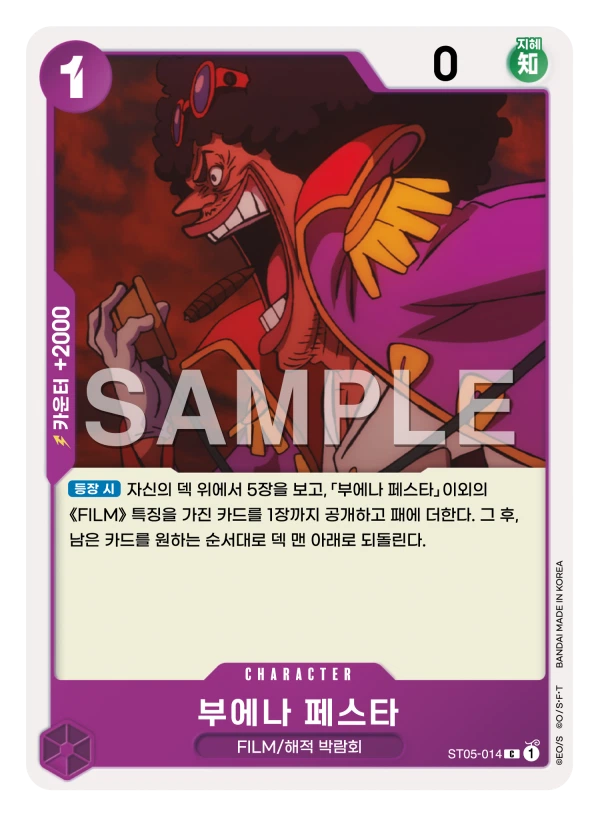 1
0
지혜
知
카운터 +2000
SAMPLE
등장 시 자신의 덱 위에서 5장을 보고, 「부에나 페스타」 이외의
《FILM》 특징을 가진 카드를 1장까지 공개하고 패에 더한다. 그 후,
남은 카드를 원하는 순서대로 덱 맨 아래로 되돌린다.
CHARACTER
부에나 페스타
FILM/해적 박람회
ST05-014 C 1
©EO/S ©O/S·F·T BANDAI MADE IN KOREA